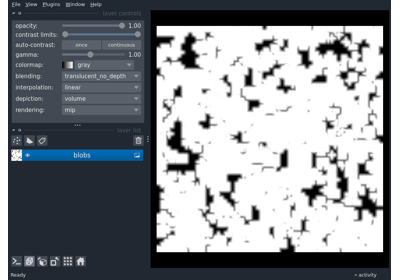 File View Plugins Window Help
layer controls
opacity: 1.00
contrast limits:
auto-contrast: once continuous
gamma: 1.00
colormap: gray
blending: translucent_no_depth
interpolation: linear
depiction: volume
rendering: mip
layer list
blobs
Ready activity